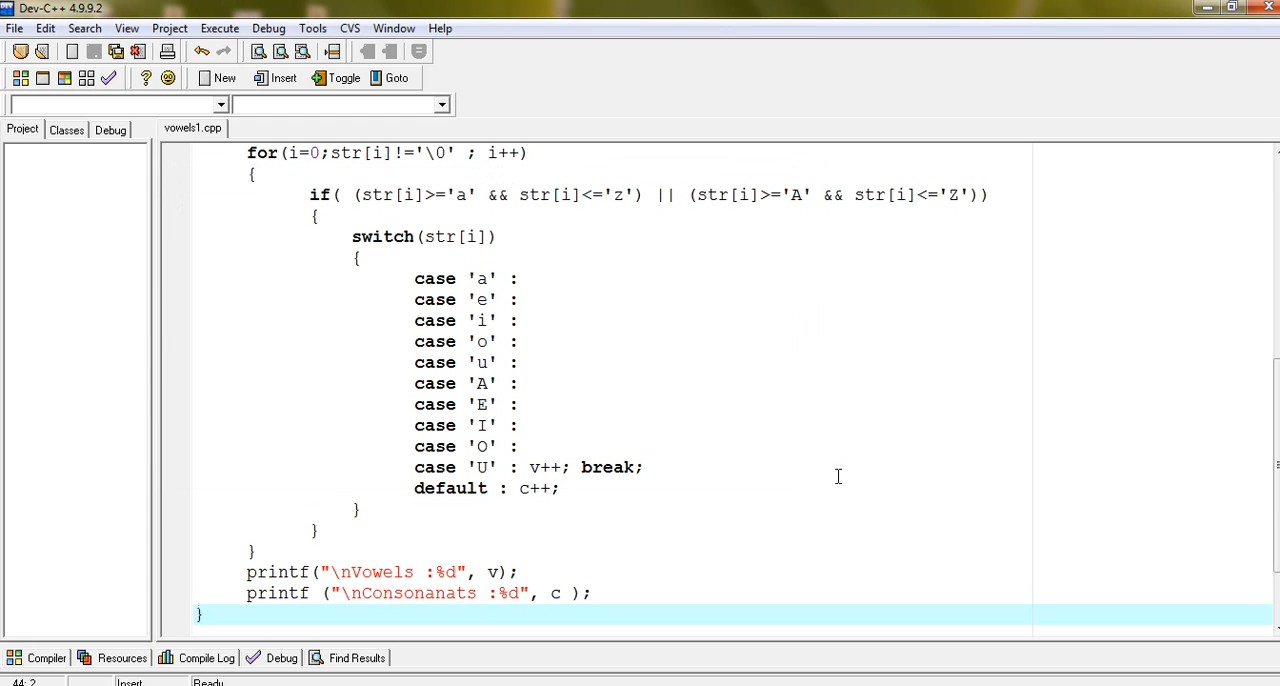 Dev-C++ 4.9.9.2
File Edit Search View Project Execute Debug Tools CVS Window Help
New Insert Toggle Goto
Project Classes Debug vowels1.cpp
for(i=0;str[i]!='\0' ; i++)
{
if( (str[i]>='a' && str[i]<='z') || (str[i]>='A' && str[i]<='Z'))
{
switch(str[i])
{
case 'a' :
case 'e' :
case 'i' :
case 'o' :
case 'u' :
case 'A' :
case 'E' :
case 'I' :
case 'O' :
case 'U' : v++; break;
default : c++;
}
}
}
printf("\nVowels :%d", v);
printf ("\nConsonanats :%d", c );
}
Compiler Resources Compile Log Debug Find Results
44: 2 Insert Ready